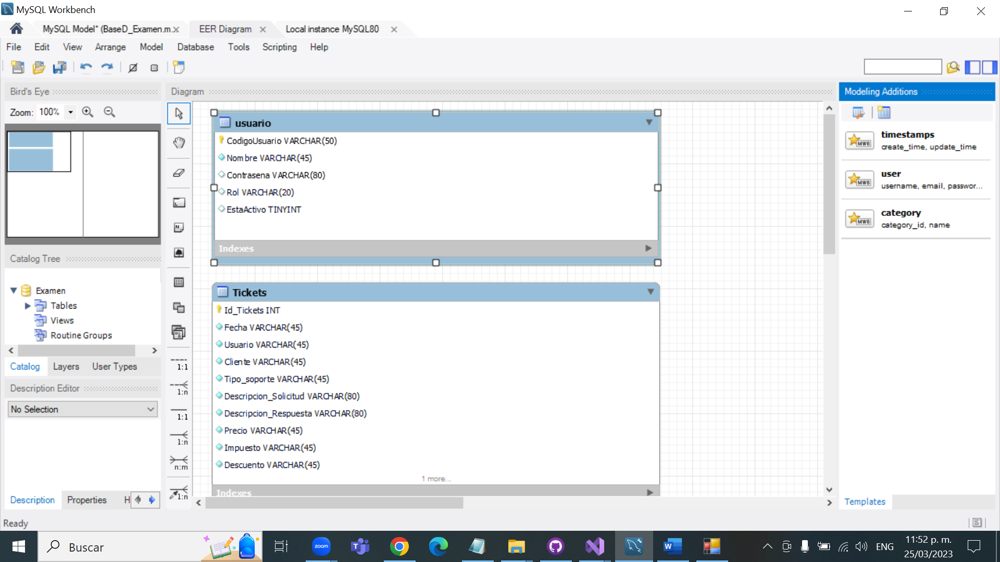 MySQL Workbench
MySQL Model* (BaseD_Examen.m.
EER Diagram
Local instance MySQL80
File Edit View Arrange Model Database Tools Scripting Help
Bird's Eye
Zoom: 100%
Catalog Tree
Examen
Tables
Views
Routine Groups
Catalog Layers User Types
Description Editor
No Selection
Description Properties H
Ready
Diagram
1:1
1:n
1:1
1:n
n:m
1:n
usuario
CodigoUsuario VARCHAR(50)
Nombre VARCHAR(45)
Contrasena VARCHAR(80)
Rol VARCHAR(20)
EstaActivo TINYINT
Indexes
Tickets
Id_Tickets INT
Fecha VARCHAR(45)
Usuario VARCHAR(45)
Cliente VARCHAR(45)
Tipo_soporte VARCHAR(45)
Descripcion_Solicitud VARCHAR(80)
Descripcion_Respuesta VARCHAR(80)
Precio VARCHAR(45)
Impuesto VARCHAR(45)
Descuento VARCHAR(45)
1 more...
Indexes
Modeling Additions
MWB
timestamps
create_time, update_time
MWB
user
username, email, passwor...
MWB
category
category_id, name
Templates
Buscar
zoom
T
W
ENG
11:52 p. m.
25/03/2023